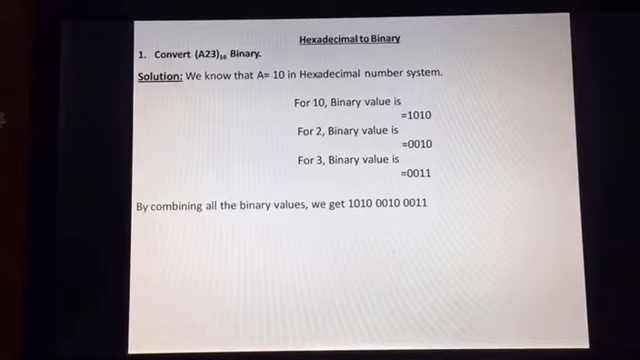 Hexadecimal to Binary
1. Convert (A23)₁₆ Binary.
Solution: We know that A= 10 in Hexadecimal number system.
For 10, Binary value is
=1010
For 2, Binary value is
=0010
For 3, Binary value is
=0011
By combining all the binary values, we get 1010 0010 0011